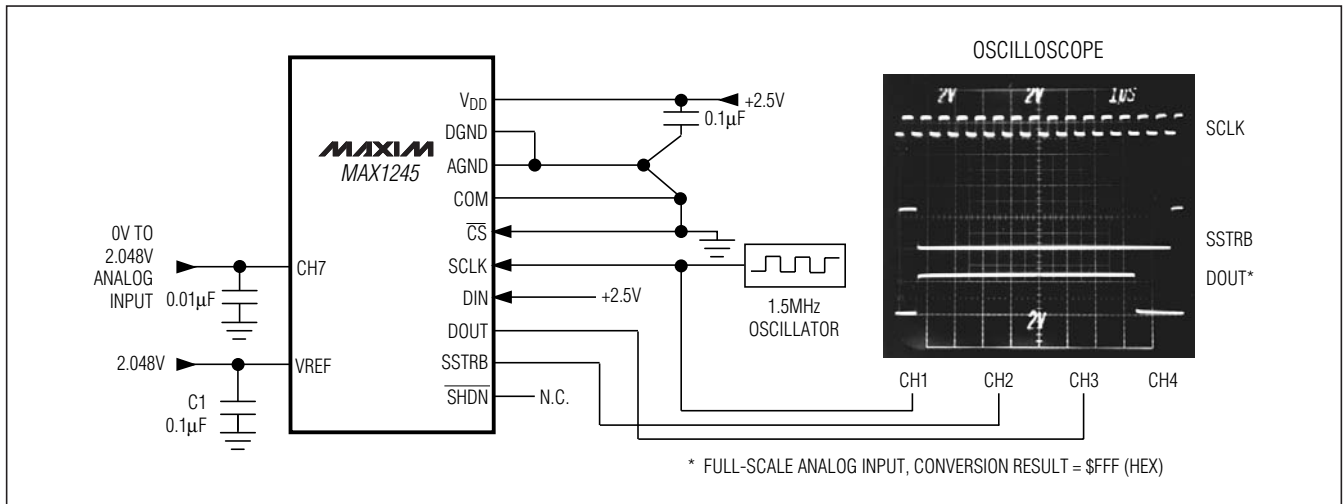 OSCILLOSCOPE
2V 2V 1µS
SCLK
SSTRB
DOUT*
2V
CH1 CH2 CH3 CH4
MAXIM
MAX1245
VDD
DGND
AGND
COM
CS
SCLK
DIN
DOUT
SSTRB
SHDN
CH7
VREF
+2.5V
0.1µF
0V TO
2.048V
ANALOG
INPUT
0.01µF
2.048V
C1
0.1µF
+2.5V
1.5MHz
OSCILLATOR
N.C.
* FULL-SCALE ANALOG INPUT, CONVERSION RESULT = $FFF (HEX)